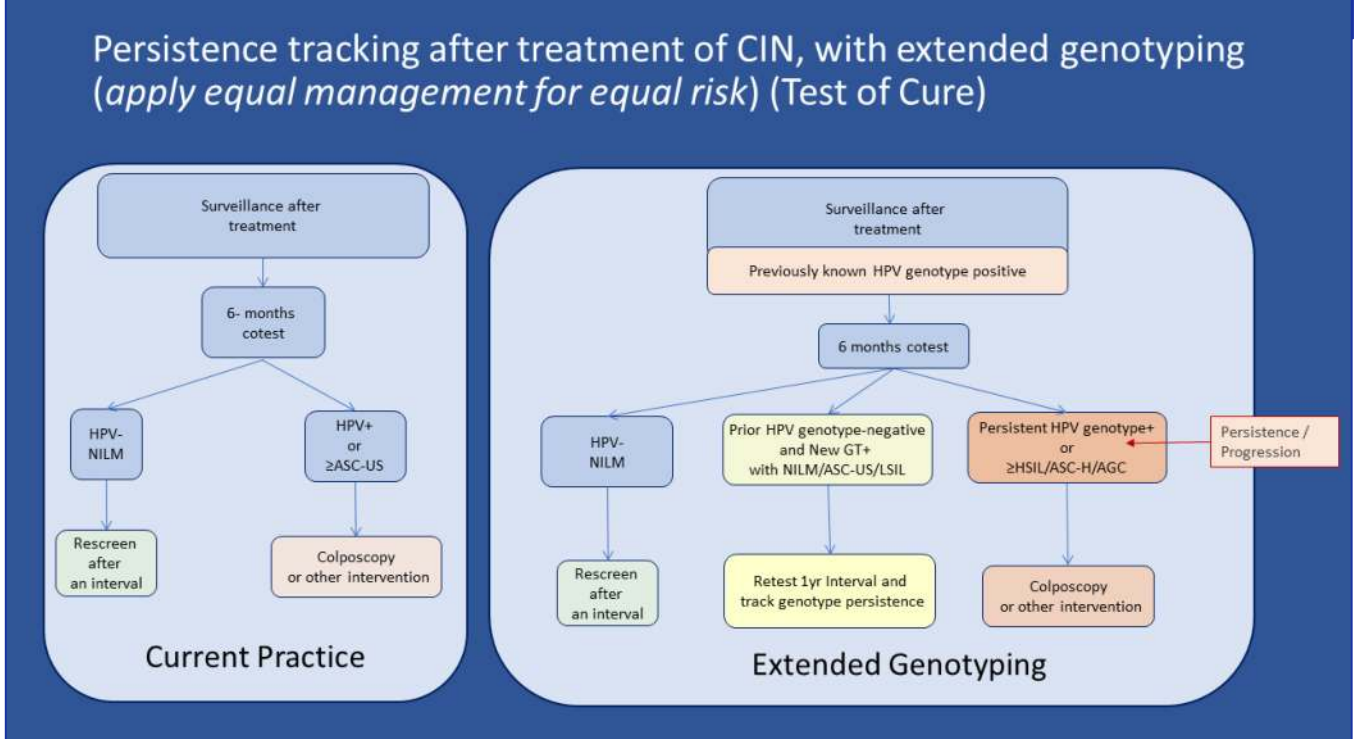 Persistence tracking after treatment of CIN, with extended genotyping
(apply equal management for equal risk) (Test of Cure)
Surveillance after
treatment
6- months
cotest
HPV-
NILM
HPV+
or
≥ASC-US
Rescreen
after
an interval
Colposcopy
or other intervention
Current Practice
Surveillance after
treatment
Previously known HPV genotype positive
6 months cotest
HPV-
NILM
Prior HPV genotype-negative
and New GT+
with NILM/ASC-US/LSIL
Persistent HPV genotype+
or
≥HSIL/ASC-H/AGC
Persistence /
Progression
Rescreen
after
an interval
Retest 1yr Interval and
track genotype persistence
Colposcopy
or other intervention
Extended Genotyping